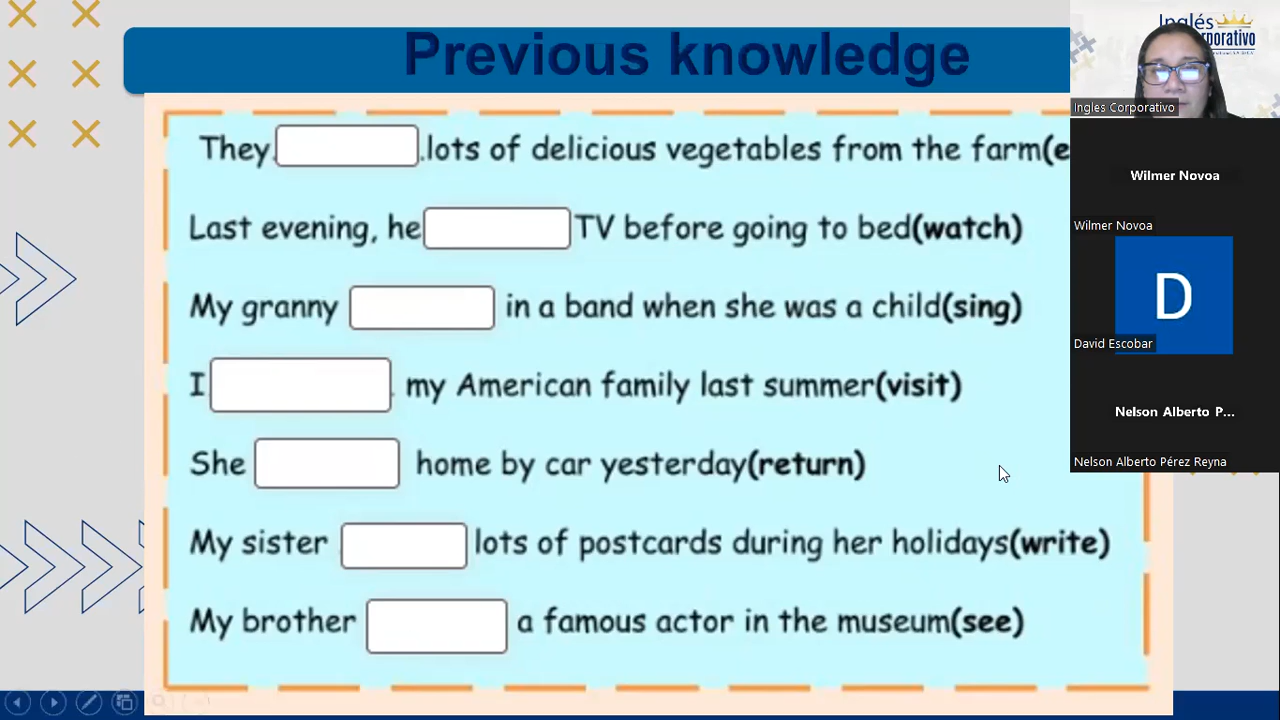 Previous knowledge
They .lots of delicious vegetables from the farm(e
Last evening, he TV before going to bed(watch)
My granny in a band when she was a child(sing)
I my American family last summer(visit)
She home by car yesterday(return)
My sister lots of postcards during her holidays(write)
My brother a famous actor in the museum(see)
Inglés
Ingles Corporativo
Wilmer Novoa
Wilmer Novoa
D
David Escobar
Nelson Alberto P...
Nelson Alberto Pérez Reyna